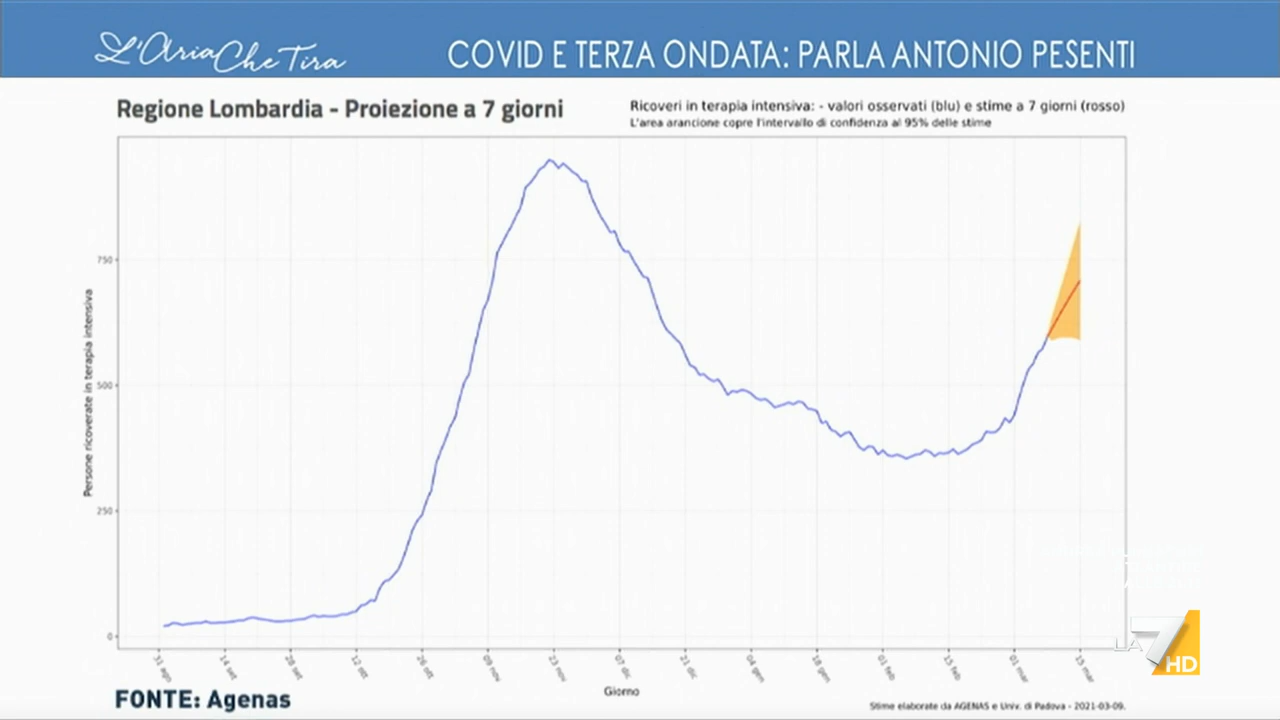 L'Aria Che Tira
COVID E TERZA ONDATA: PARLA ANTONIO PESENTI
Regione Lombardia - Proiezione a 7 giorni
Ricoveri in terapia intensiva: - valori osservati (blu) e stime a 7 giorni (rosso)
L'area arancione copre l'intervallo di confidenza al 95% delle stime
Persone ricoverate in terapia intensiva
750
500
250
0
31 ago
14 set
28 set
12 ott
26 ott
09 nov
23 nov
07 dic
21 dic
04 gen
18 gen
01 feb
15 feb
01 mar
15 mar
Giorno
FONTE: Agenas
Stime elaborate da AGENAS e Univ. di Padova - 2021-03-09.
LA 7 HD